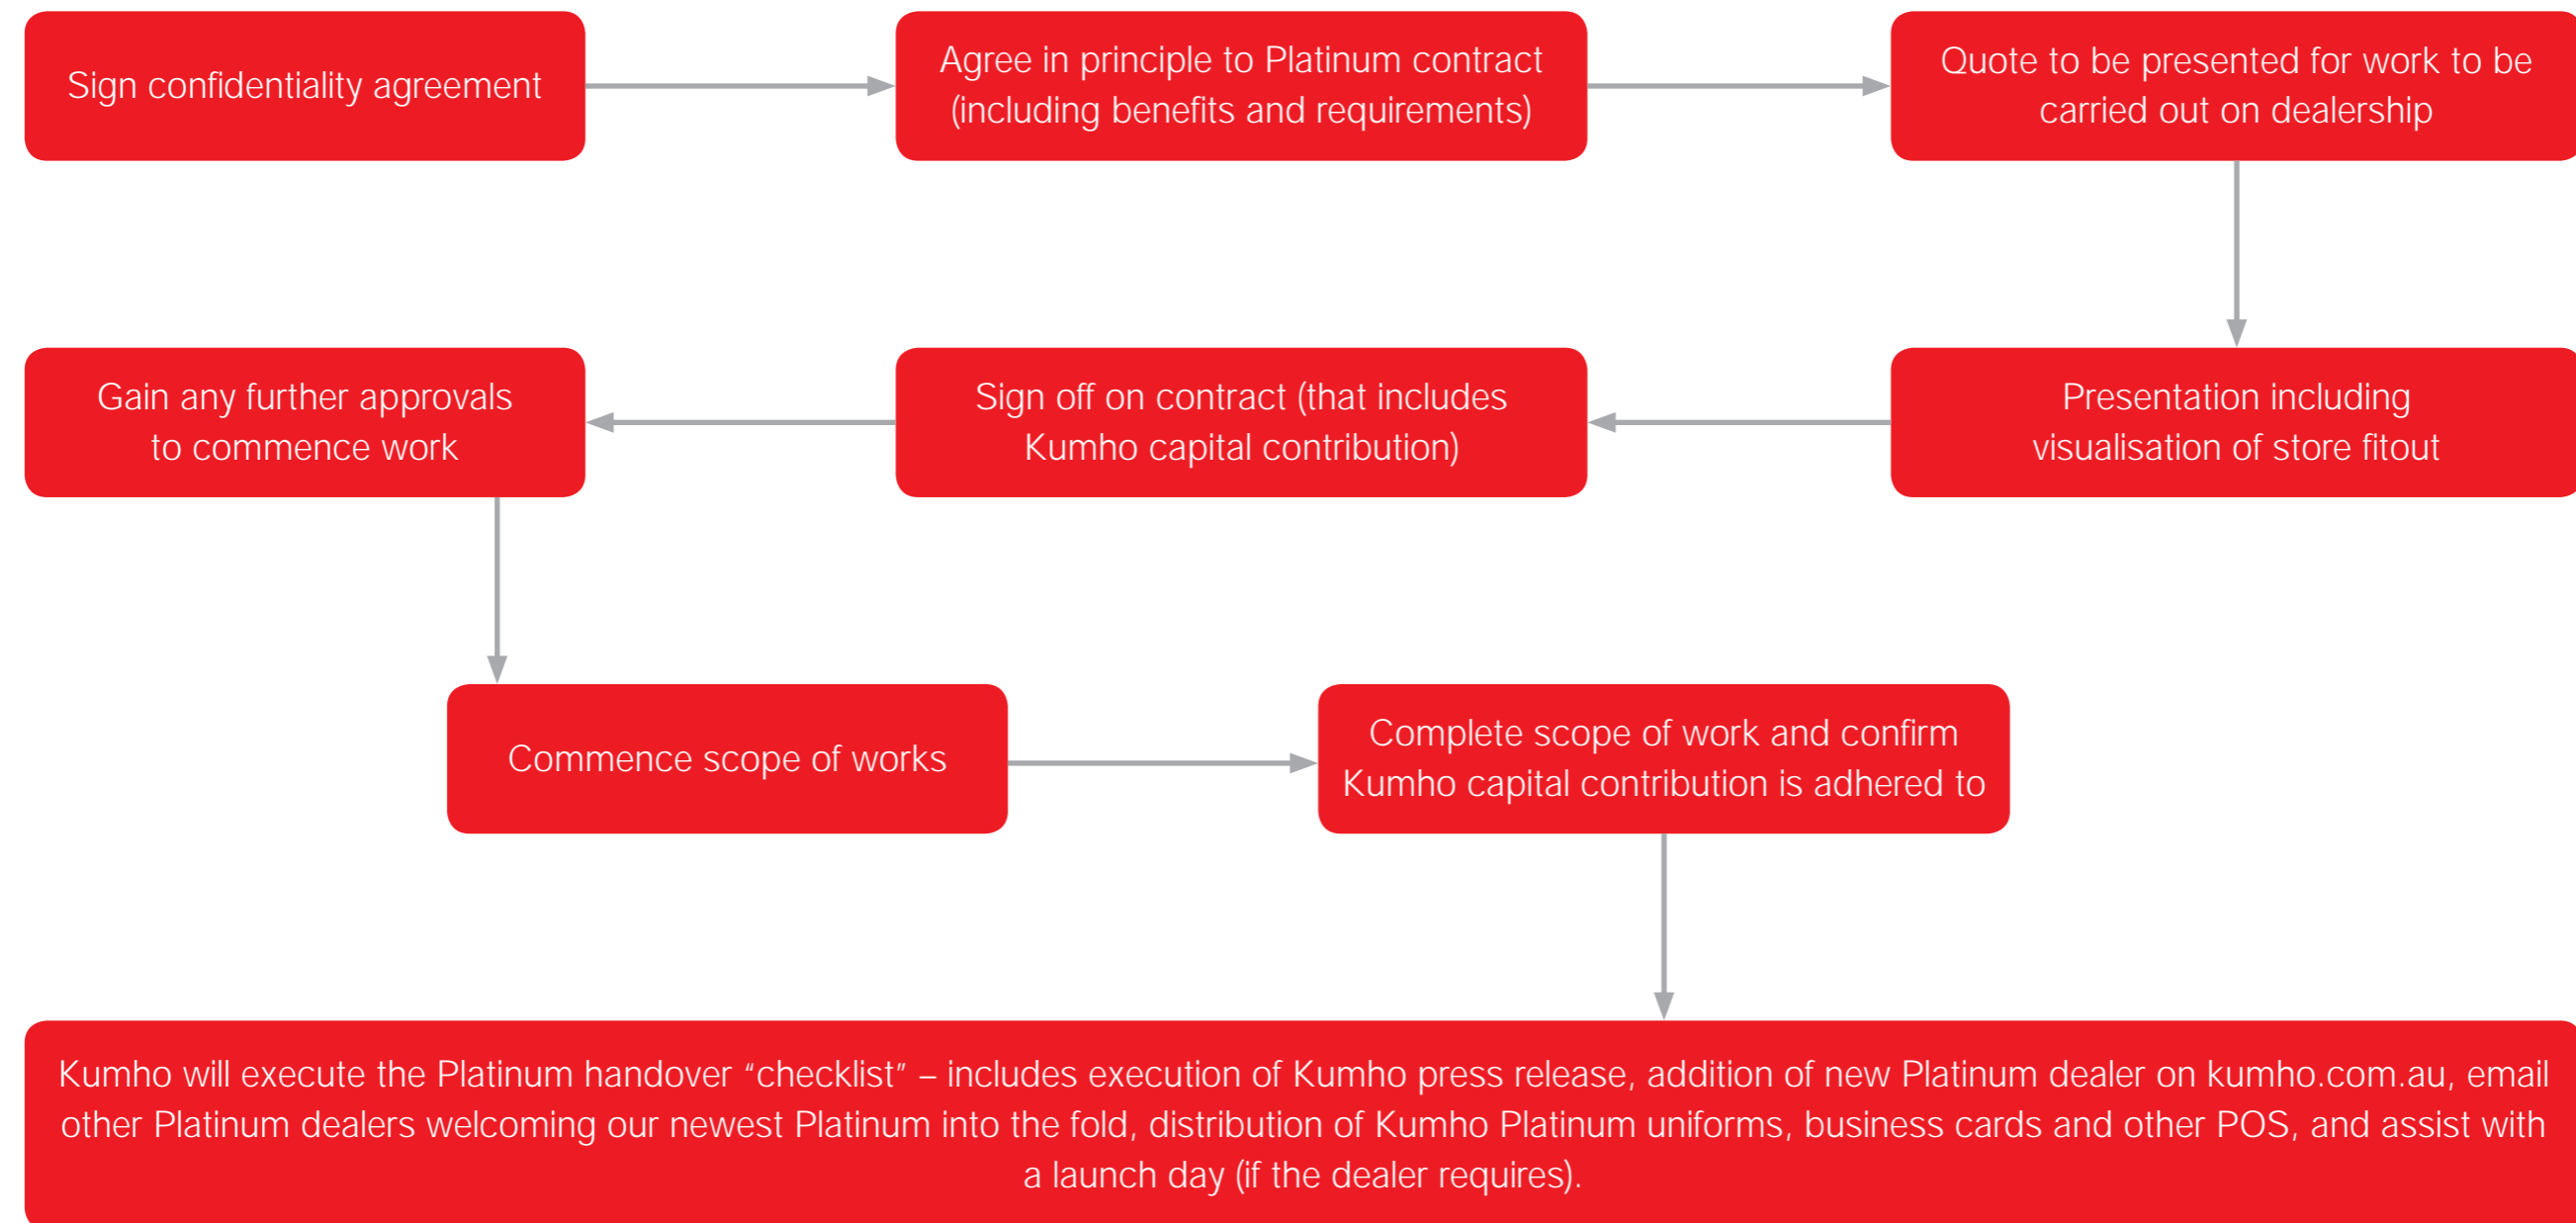 Sign confidentiality agreement
Agree in principle to Platinum contract
(including benefits and requirements)
Quote to be presented for work to be
carried out on dealership
Presentation including
visualisation of store fitout
Sign off on contract (that includes
Kumho capital contribution)
Gain any further approvals
to commence work
Commence scope of works
Complete scope of work and confirm
Kumho capital contribution is adhered to
Kumho will execute the Platinum handover “checklist” – includes execution of Kumho press release, addition of new Platinum dealer on kumho.com.au, email
other Platinum dealers welcoming our newest Platinum into the fold, distribution of Kumho Platinum uniforms, business cards and other POS, and assist with
a launch day (if the dealer requires).